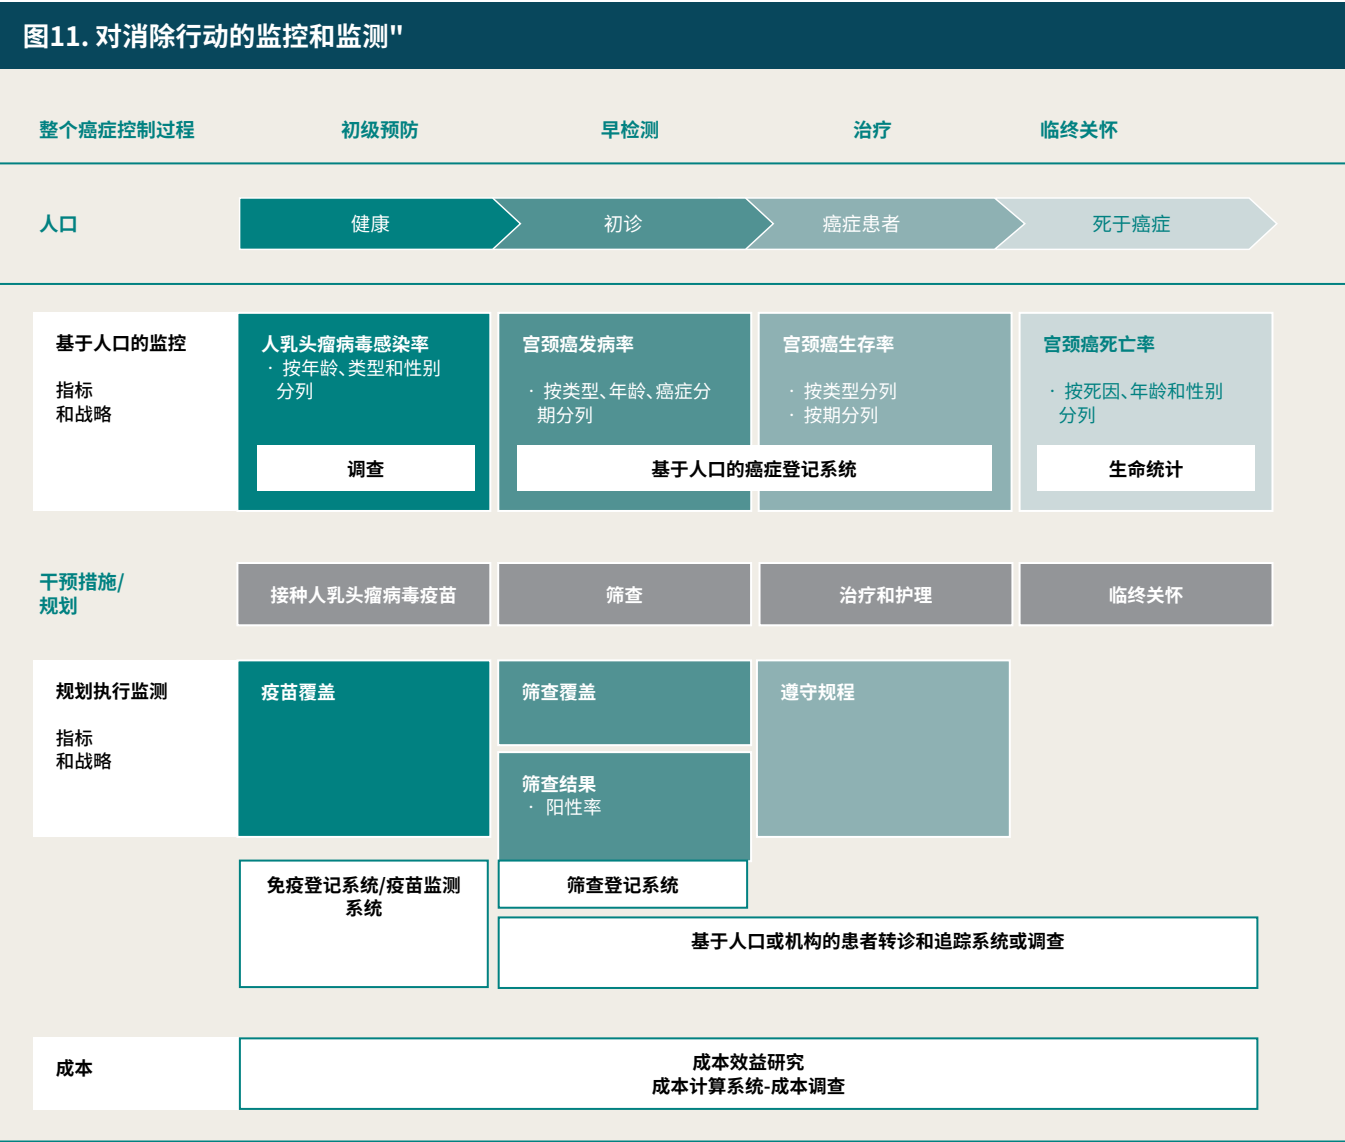 图11. 对消除行动的监控和监测"
整个癌症控制过程
初级预防
早检测
治疗
临终关怀
人口
健康
初诊
癌症患者
死于癌症
基于人口的监控
指标
和战略
人乳头瘤病毒感染率
· 按年龄、类型和性别
分列
调查
宫颈癌发病率
· 按类型、年龄、癌症分
期分列
宫颈癌生存率
· 按类型分列
· 按期分列
基于人口的癌症登记系统
宫颈癌死亡率
· 按死因、年龄和性别
分列
生命统计
干预措施/
规划
接种人乳头瘤病毒疫苗
筛查
治疗和护理
临终关怀
规划执行监测
指标
和战略
疫苗覆盖
筛查覆盖
筛查结果
· 阳性率
遵守规程
免疫登记系统/疫苗监测
系统
筛查登记系统
基于人口或机构的患者转诊和追踪系统或调查
成本
成本效益研究
成本计算系统-成本调查